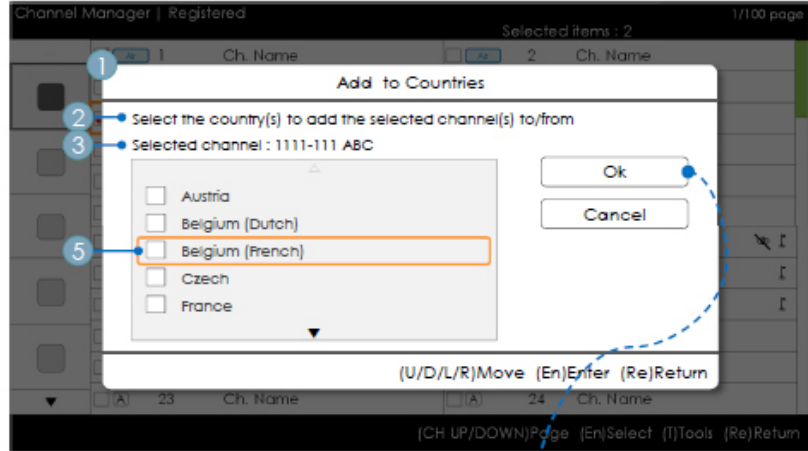 Channel Manager | Registered
1/100 page
Selected items : 2
Air 1 Ch. Name Air 2 Ch. Name
1
Add to Countries
2 Select the country(s) to add the selected channel(s) to/from
3 Selected channel : 1111-111 ABC
Ok
Austria
Cancel
Belgium (Dutch)
5 Belgium (French)
Czech
France
(U/D/L/R)Move (En)Enter (Re)Return
A 23 Ch. Name A 24 Ch. Name
(CH UP/DOWN)Page (En)Select (T)Tools (Re)Return